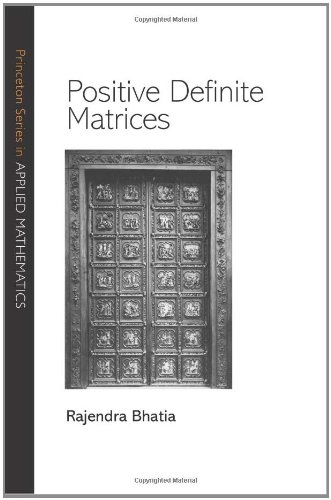 Copyrighted Material
Princeton Series in APPLIED MATHEMATICS
Positive Definite
Matrices
Rajendra Bhatia
Copyrighted Material